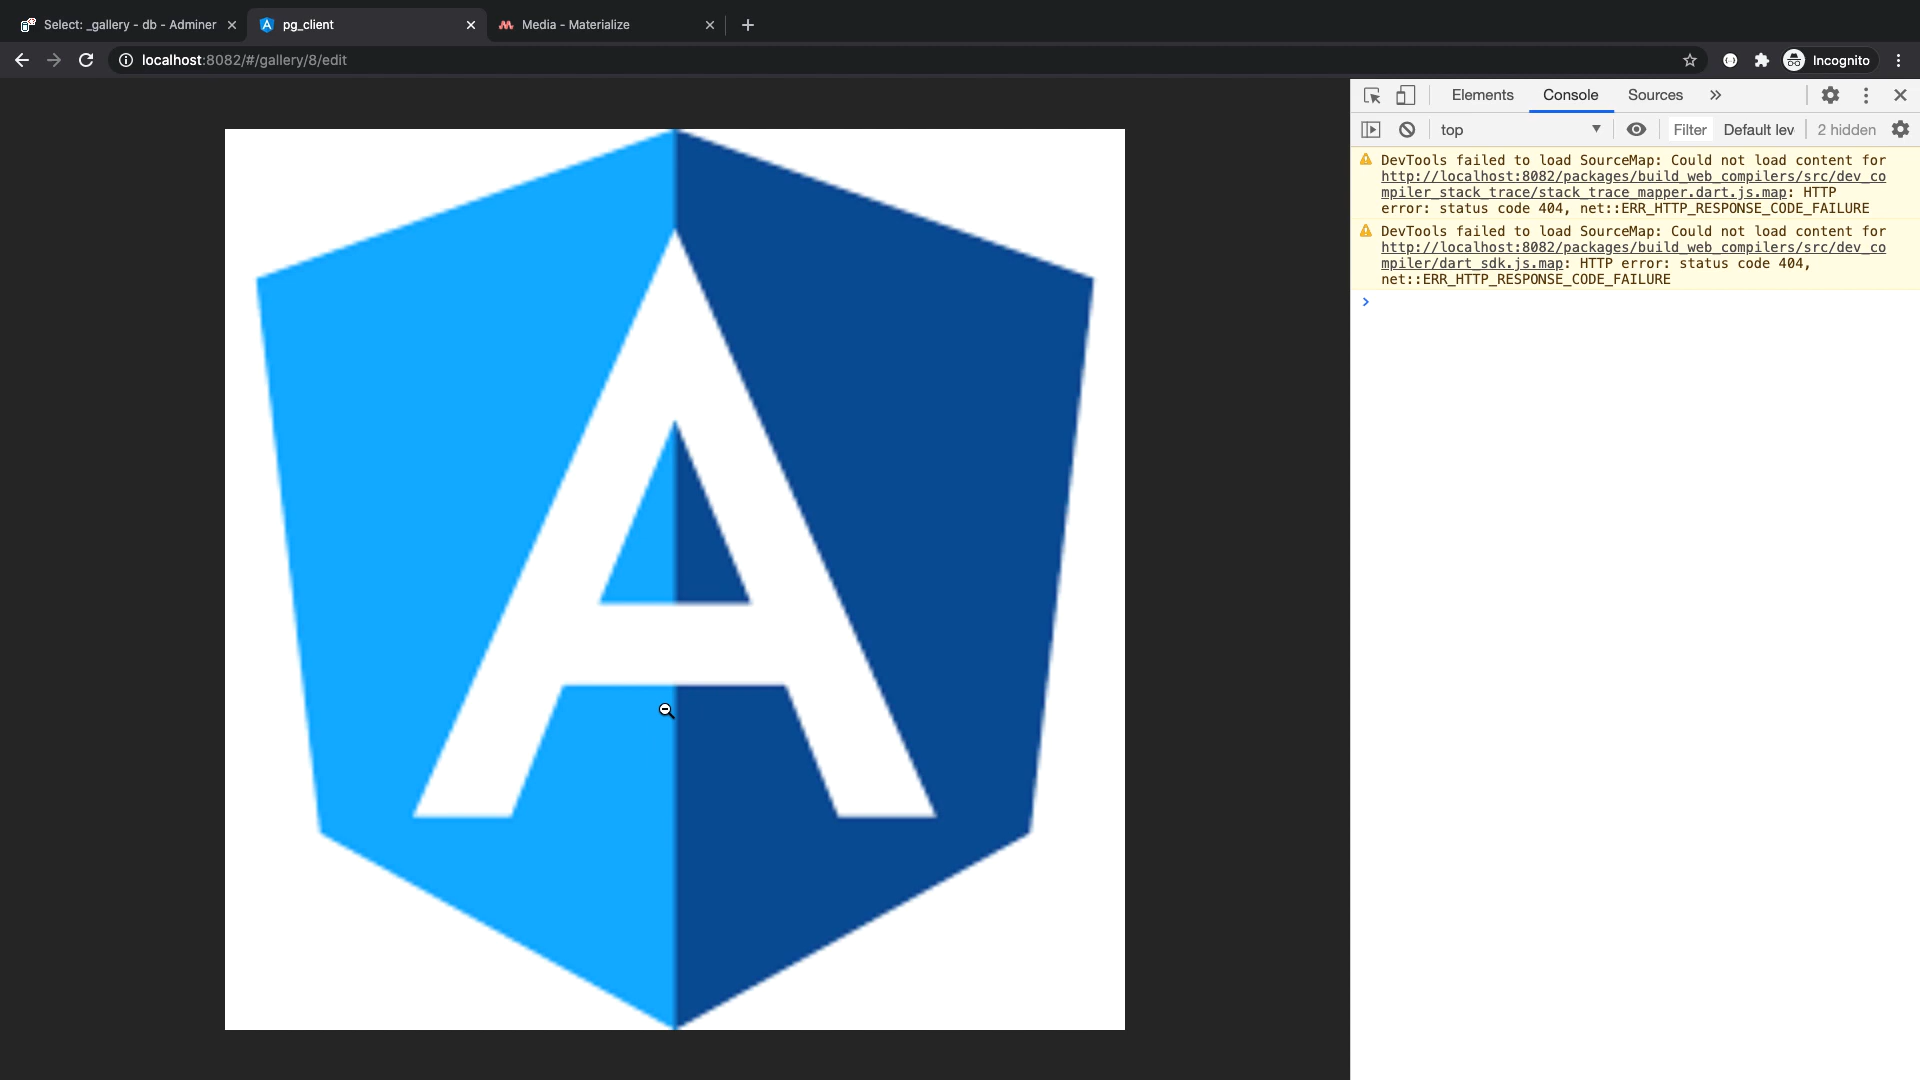 Select: _gallery - db - Adminer
pg_client
Media - Materialize
localhost:8082/#/gallery/8/edit
Incognito
Elements
Console
Sources
top
Filter
Default lev
2 hidden
DevTools failed to load SourceMap: Could not load content for
http://localhost:8082/packages/build_web_compilers/src/dev_co
mpiler_stack_trace/stack_trace_mapper.dart.js.map: HTTP
error: status code 404, net::ERR_HTTP_RESPONSE_CODE_FAILURE
DevTools failed to load SourceMap: Could not load content for
http://localhost:8082/packages/build_web_compilers/src/dev_co
mpiler/dart_sdk.js.map: HTTP error: status code 404,
net::ERR_HTTP_RESPONSE_CODE_FAILURE
A